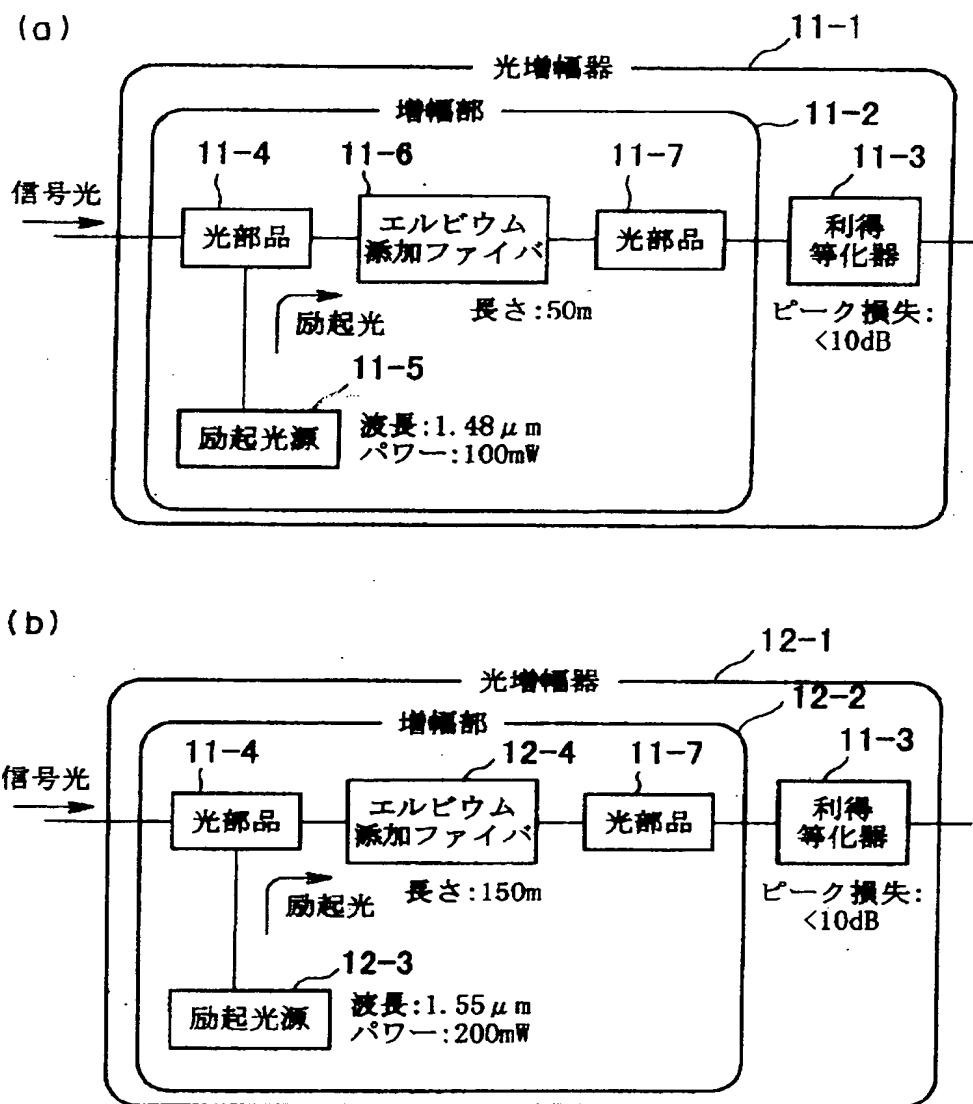 (a)
11-1
光増幅器
増幅部
11-2
11-4
11-6
11-7
11-3
信号光
光部品
エルビウム
添加ファイバ
光部品
利得
等化器
励起光
長さ:50m
ピーク損失:
<10dB
11-5
励起光源
波長:1.48μm
パワー:100mW
(b)
12-1
光増幅器
12-2
増幅部
11-4
12-4
11-7
11-3
信号光
光部品
エルビウム
添加ファイバ
光部品
利得
等化器
励起光
長さ:150m
ピーク損失:
<10dB
12-3
励起光源
波長:1.55μm
パワー:200mW